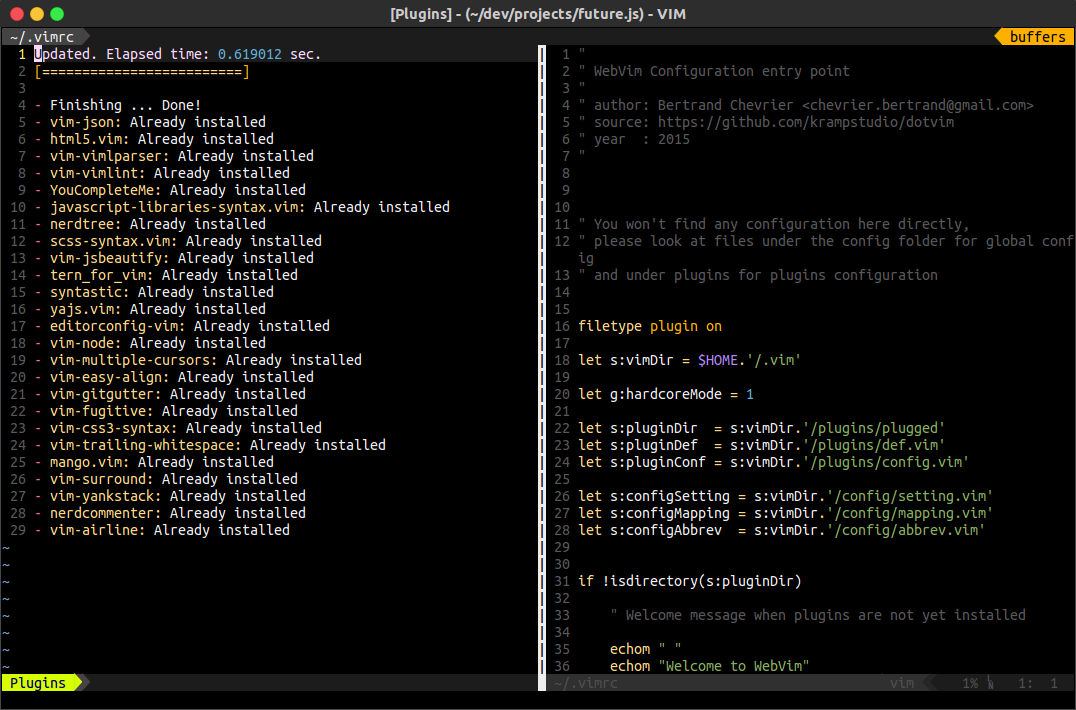 [Plugins] - (~/dev/projects/future.js) - VIM
~/.vimrc
buffers
1 Updated. Elapsed time: 0.619012 sec.
2 [=========================]
3
4 - Finishing ... Done!
5 - vim-json: Already installed
6 - html5.vim: Already installed
7 - vim-vimlparser: Already installed
8 - vim-vimlint: Already installed
9 - YouCompleteMe: Already installed
10 - javascript-libraries-syntax.vim: Already installed
11 - nerdtree: Already installed
12 - scss-syntax.vim: Already installed
13 - vim-jsbeautify: Already installed
14 - tern_for_vim: Already installed
15 - syntastic: Already installed
16 - yajs.vim: Already installed
17 - editorconfig-vim: Already installed
18 - vim-node: Already installed
19 - vim-multiple-cursors: Already installed
20 - vim-easy-align: Already installed
21 - vim-gitgutter: Already installed
22 - vim-fugitive: Already installed
23 - vim-css3-syntax: Already installed
24 - vim-trailing-whitespace: Already installed
25 - mango.vim: Already installed
26 - vim-surround: Already installed
27 - vim-yankstack: Already installed
28 - nerdcommenter: Already installed
29 - vim-airline: Already installed
~
~
~
~
~
~
~
~
Plugins
1 "
2 " WebVim Configuration entry point
3 "
4 " author: Bertrand Chevrier <chevrier.bertrand@gmail.com>
5 " source: https://github.com/krampstudio/dotvim
6 " year  : 2015
7 "
8
9
10
11 " You won't find any configuration here directly,
12 " please look at files under the config folder for global conf
ig
13 " and under plugins for plugins configuration
14
15
16 filetype plugin on
17
18 let s:vimDir = $HOME.'/.vim'
19
20 let g:hardcoreMode = 1
21
22 let s:pluginDir  = s:vimDir.'/plugins/plugged'
23 let s:pluginDef  = s:vimDir.'/plugins/def.vim'
24 let s:pluginConf = s:vimDir.'/plugins/config.vim'
25
26 let s:configSetting = s:vimDir.'/config/setting.vim'
27 let s:configMapping = s:vimDir.'/config/mapping.vim'
28 let s:configAbbrev  = s:vimDir.'/config/abbrev.vim'
29
30
31 if !isdirectory(s:pluginDir)
32
33     " Welcome message when plugins are not yet installed
34
35     echom " "
36     echom "Welcome to WebVim"
~/.vimrc vim 1% 1: 1